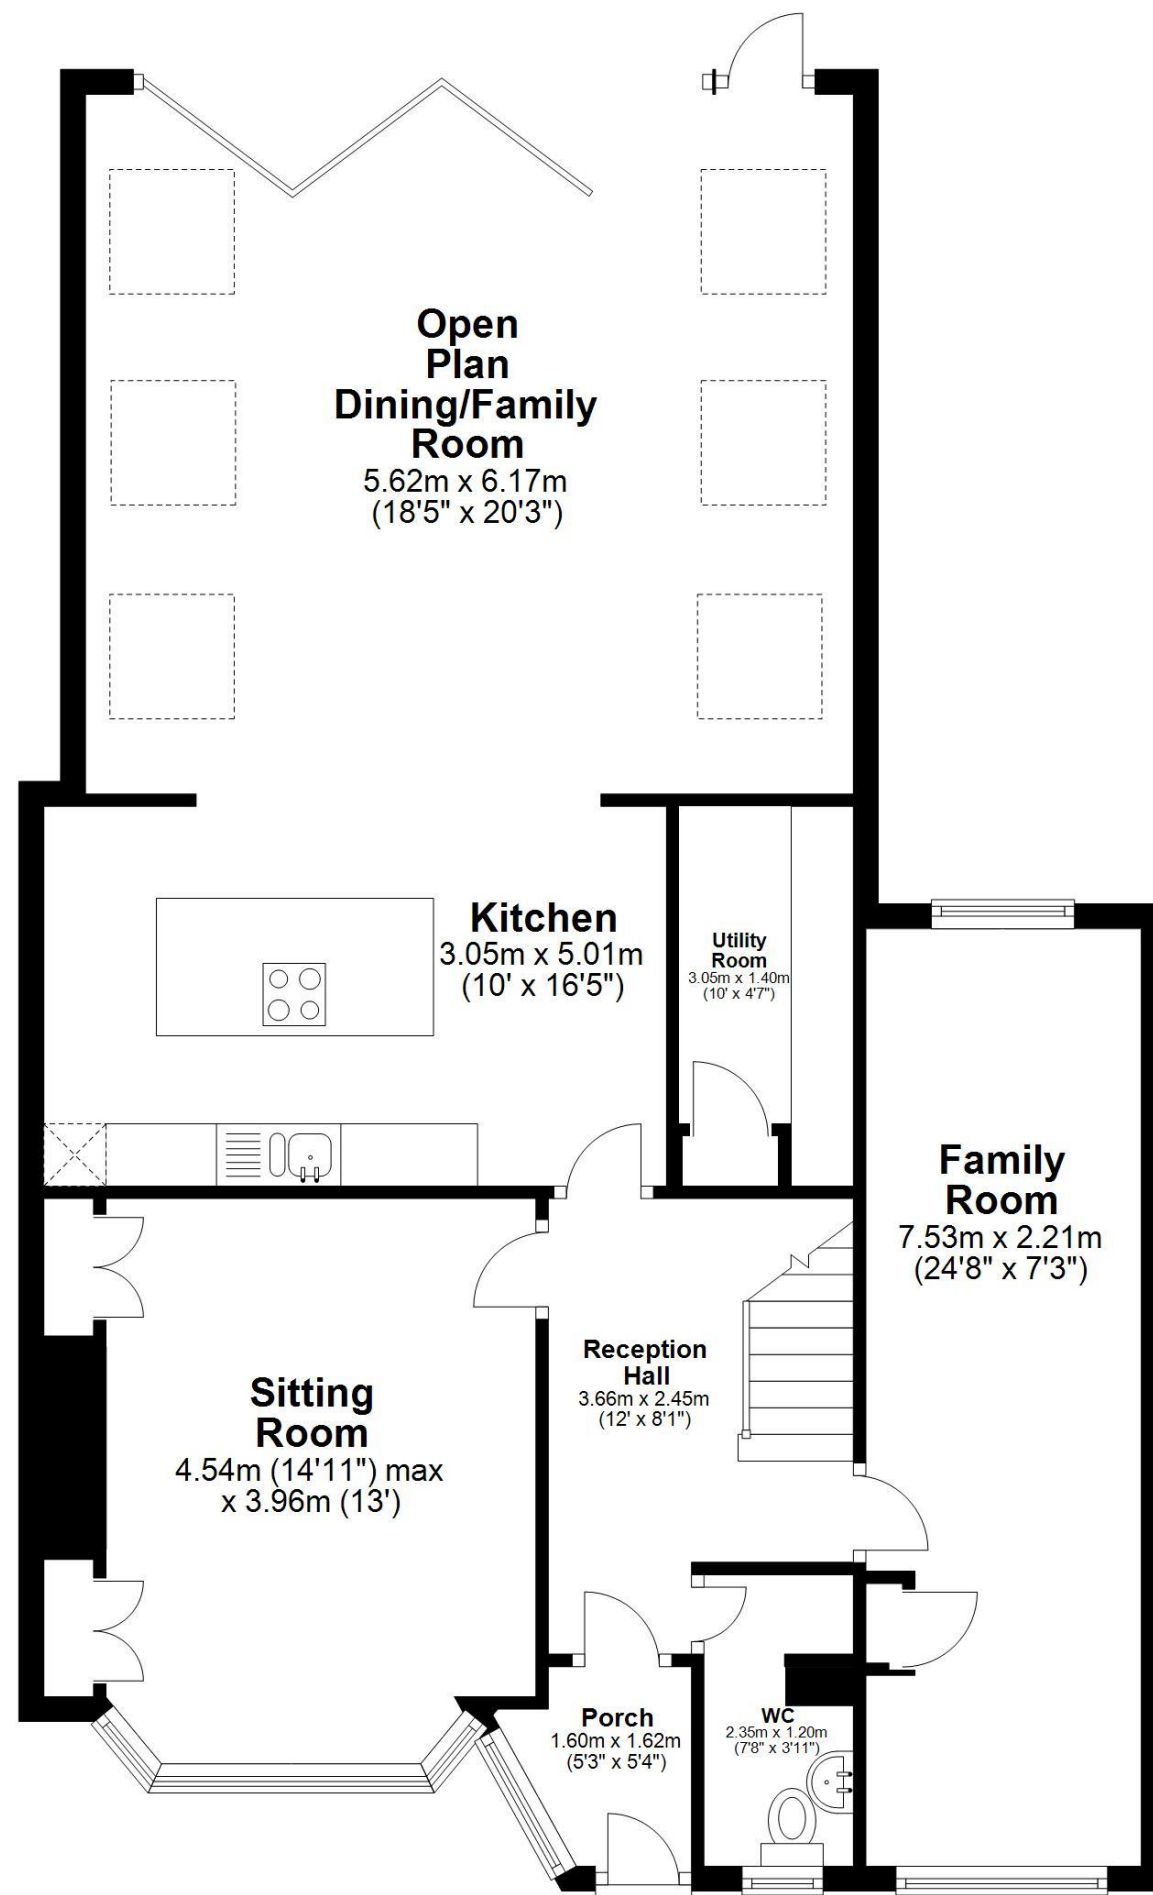 Open
Plan
Dining/Family
Room
5.62m x 6.17m
(18'5" x 20'3")
Kitchen
3.05m x 5.01m
(10' x 16'5")
Utility
Room
3.05m x 1.40m
(10' x 4'7")
Family
Room
7.53m x 2.21m
(24'8" x 7'3")
Reception
Hall
3.66m x 2.45m
(12' x 8'1")
Sitting
Room
4.54m (14'11") max
x 3.96m (13')
Porch
1.60m x 1.62m
(5'3" x 5'4")
WC
2.35m x 1.20m
(7'8" x 3'11")